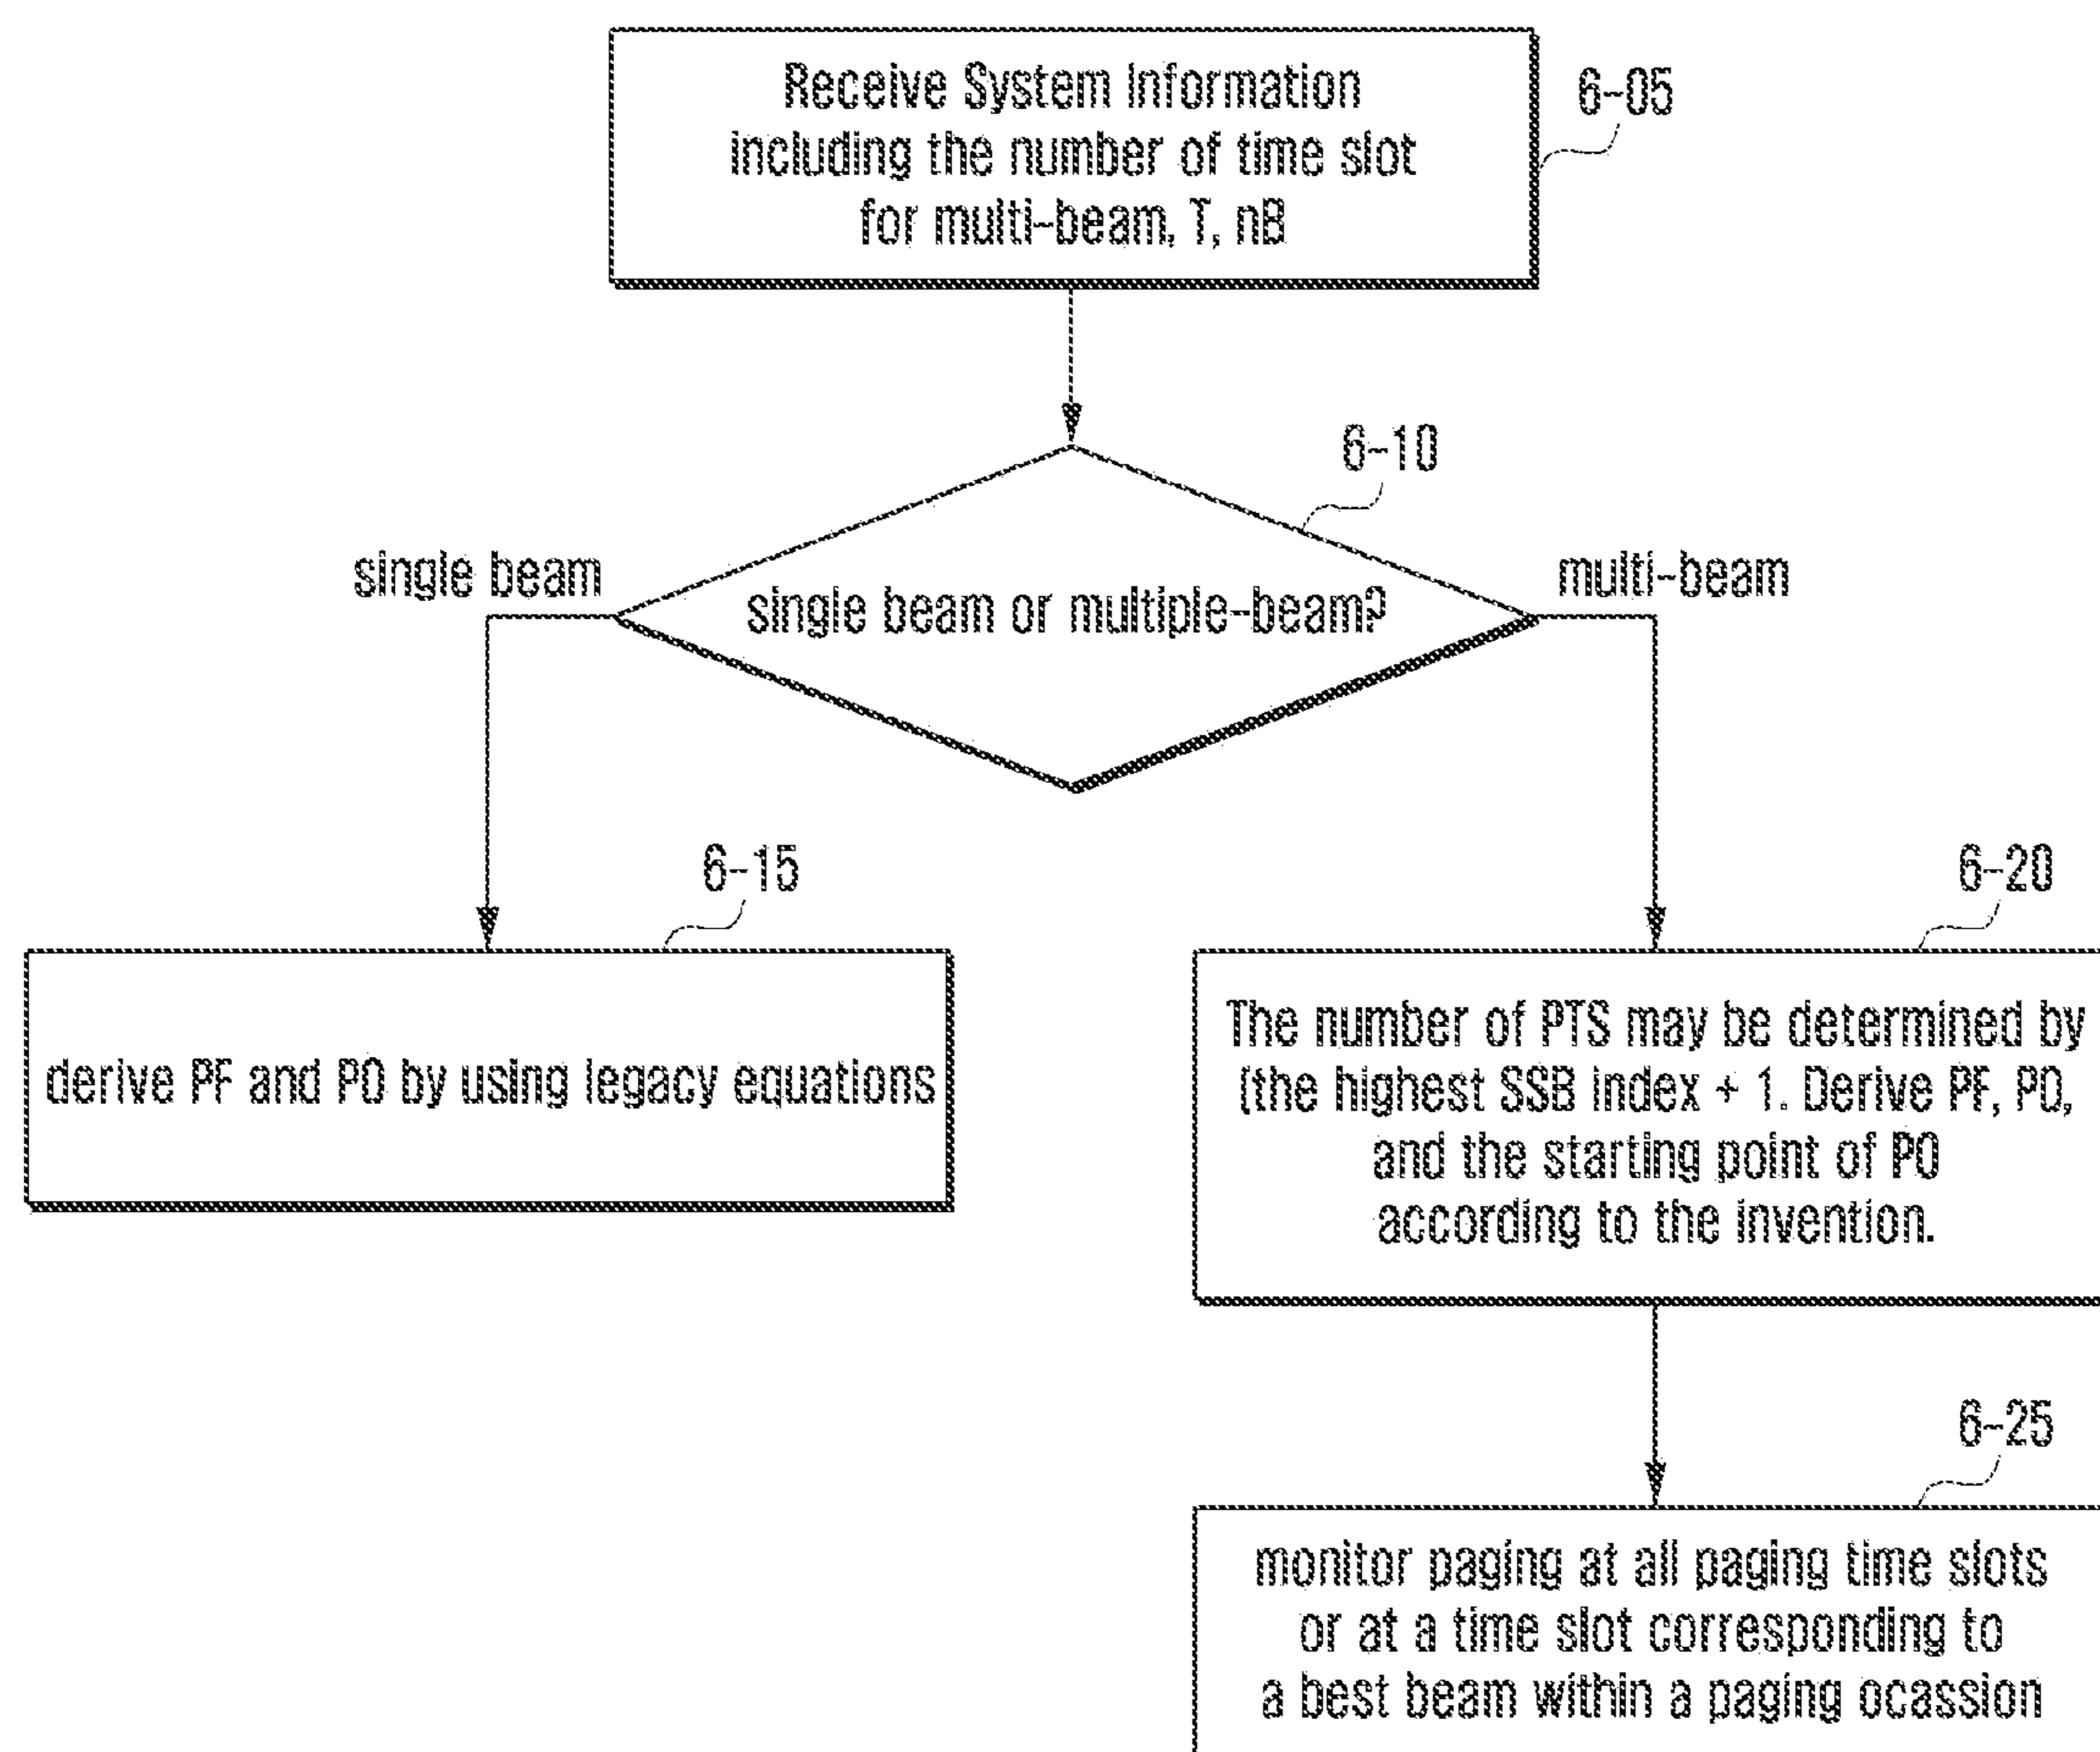 Receive System Information
including the number of time slot
for multi-beam, T, nB
6-05
6-10
single beam
single beam or multiple-beam?
multi-beam
6-15
derive PF and PO by using legacy equations
6-20
The number of PTS may be determined by
(the highest SSB index + 1. Derive PF, PO,
and the starting point of PO
according to the invention.
6-25
monitor paging at all paging time slots
or at a time slot corresponding to
a best beam within a paging ocassion